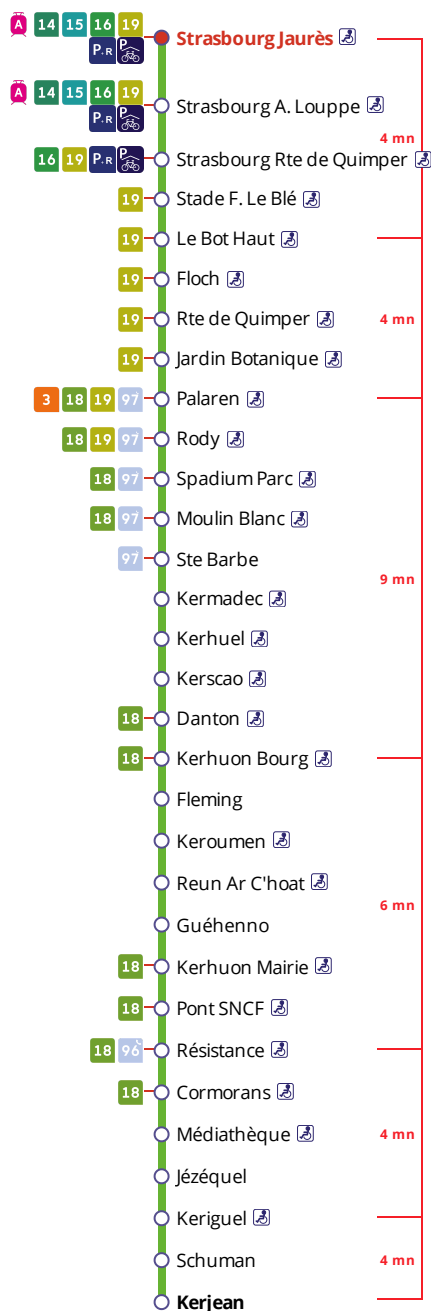 A 14 15 16 19 Strasbourg Jaurès
P.R P
A 14 15 16 19 Strasbourg A. Louppe
P.R P
4 mn
16 19 P.R P Strasbourg Rte de Quimper
19 Stade F. Le Blé
19 Le Bot Haut
19 Floch
19 Rte de Quimper 4 mn
19 Jardin Botanique
3 18 19 97 Palaren
18 19 97 Rody
18 97 Spadium Parc
18 97 Moulin Blanc
97 Ste Barbe
9 mn
Kermadec
Kerhuel
Kerscao
18 Danton
18 Kerhuon Bourg
Fleming
Keroumen
Reun Ar C'hoat
6 mn
Guéhenno
18 Kerhuon Mairie
18 Pont SNCF
18 96 Résistance
18 Cormorans
Médiathèque 4 mn
Jézéquel
Keriguel
Schuman 4 mn
Kerjean